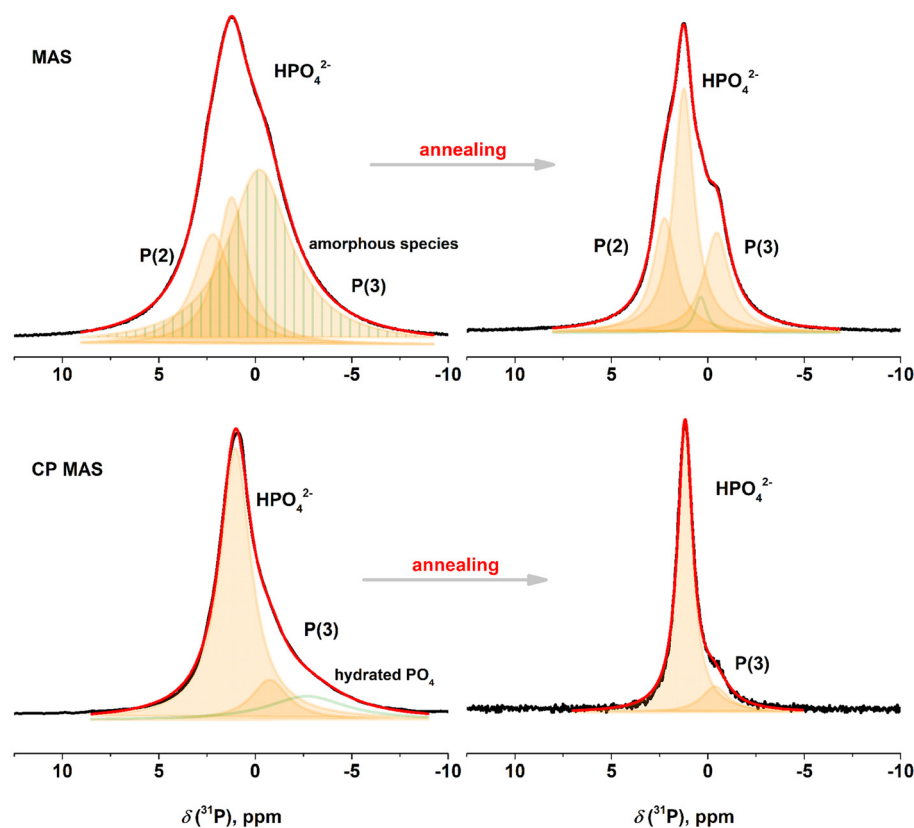 MAS
HPO₄²⁻
annealing
P(2)
amorphous species
P(3)
10 5 0 -5 -10
HPO₄²⁻
P(2)
P(3)
10 5 0 -5 -10
CP MAS
HPO₄²⁻
annealing
P(3)
hydrated PO₄
10 5 0 -5 -10
δ(³¹P), ppm
HPO₄²⁻
P(3)
10 5 0 -5 -10
δ(³¹P), ppm